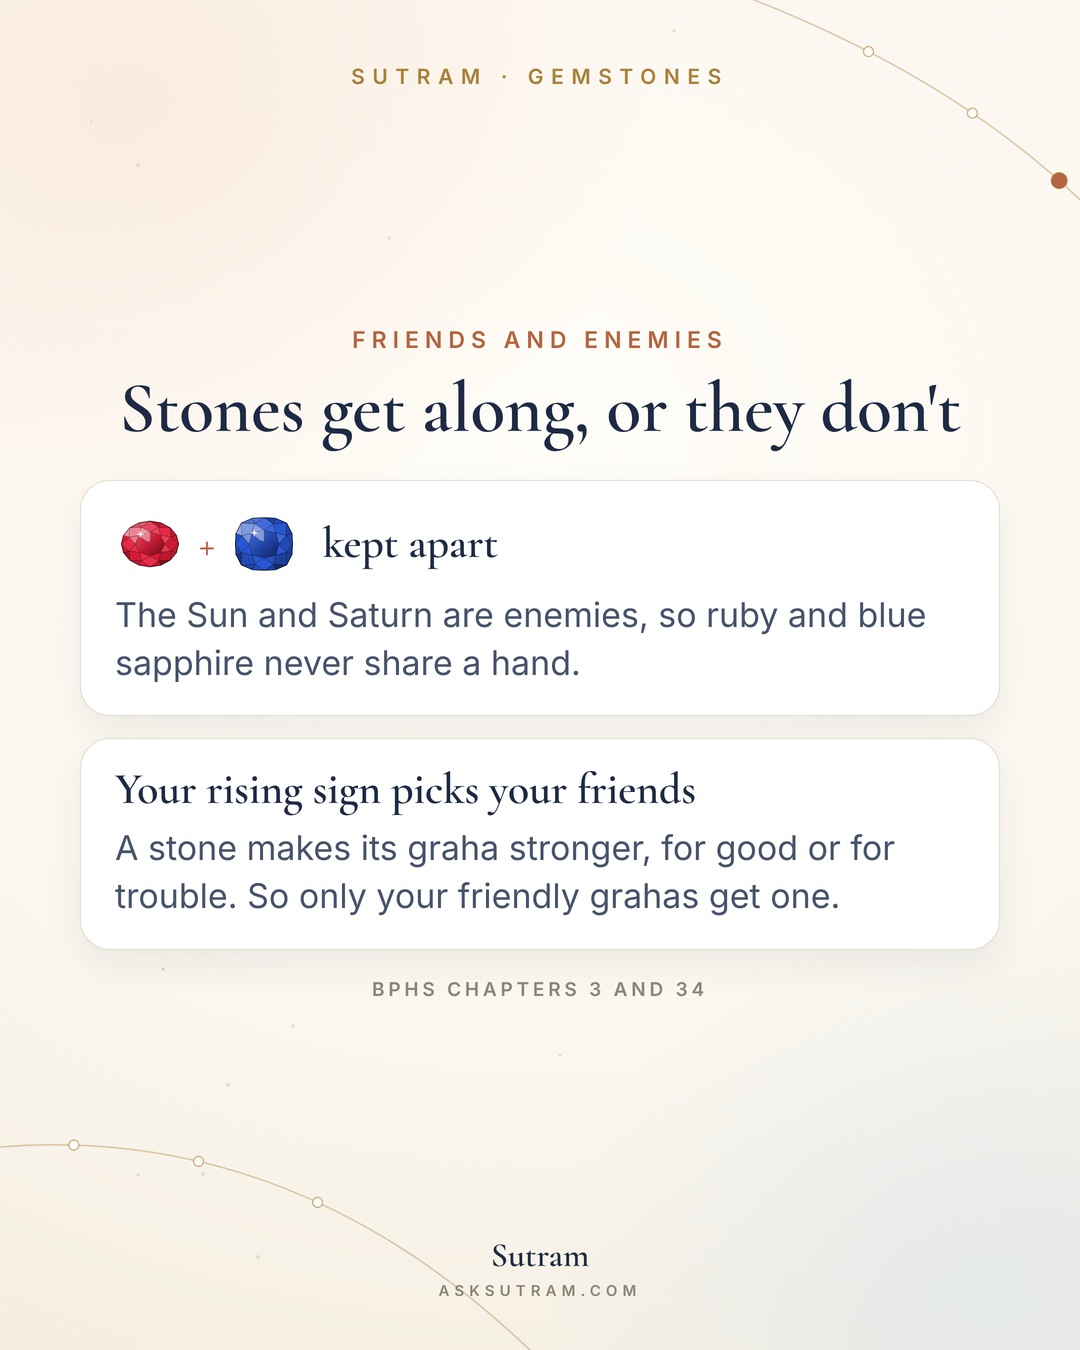 SUTRAM · GEMSTONES
FRIENDS AND ENEMIES
Stones get along, or they don't
+ kept apart
The Sun and Saturn are enemies, so ruby and blue
sapphire never share a hand.
Your rising sign picks your friends
A stone makes its graha stronger, for good or for
trouble. So only your friendly grahas get one.
BPHS CHAPTERS 3 AND 34
Sutram
ASKSUTRAM.COM